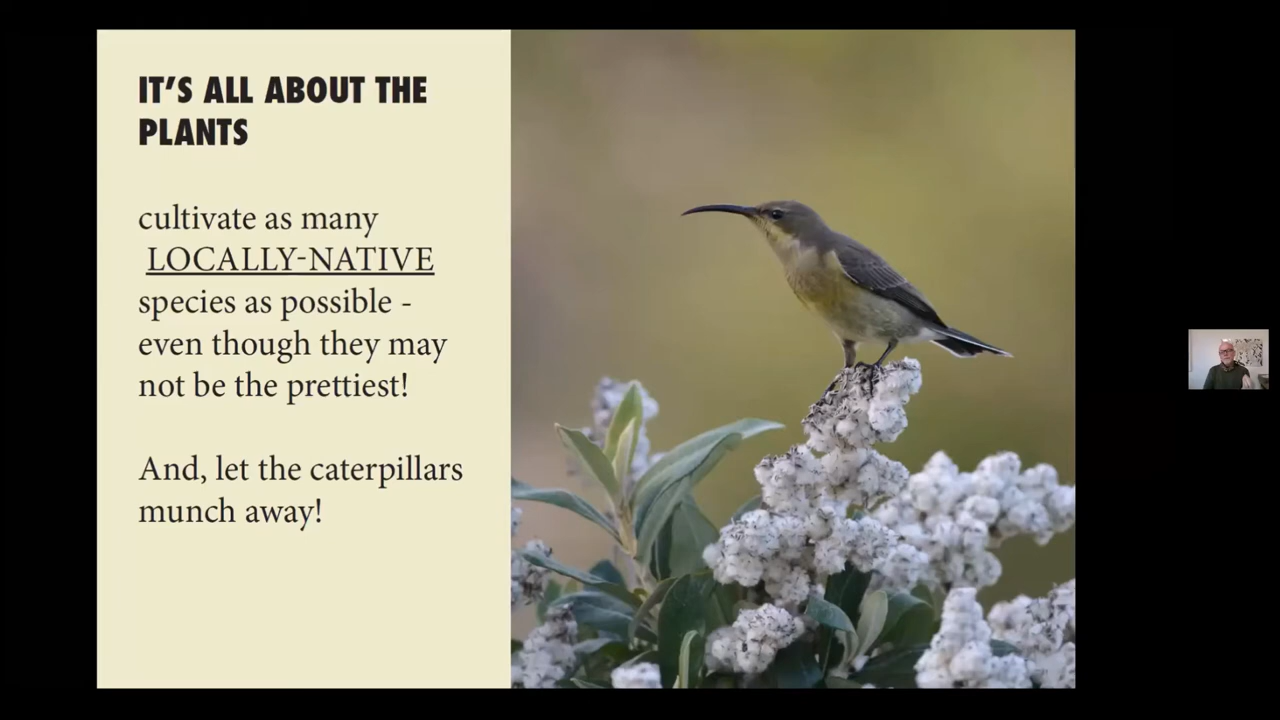 IT'S ALL ABOUT THE
PLANTS
cultivate as many
LOCALLY-NATIVE
species as possible -
even though they may
not be the prettiest!
And, let the caterpillars
munch away!